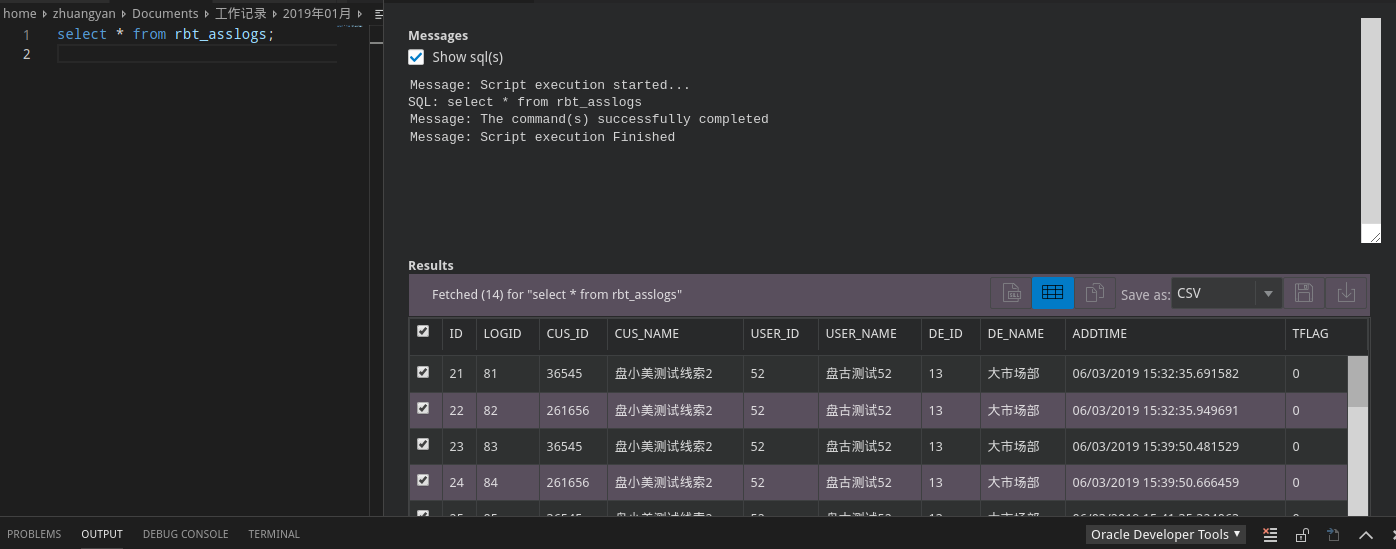 home › zhuangyan › Documents › 工作记录 › 2019年01月 ›
1 select * from rbt_asslogs;
2
Messages
Show sql(s)
Message: Script execution started...
SQL: select * from rbt_asslogs
Message: The command(s) successfully completed
Message: Script execution Finished
Results
Fetched (14) for "select * from rbt_asslogs" Save as: CSV
ID LOGID CUS_ID CUS_NAME USER_ID USER_NAME DE_ID DE_NAME ADDTIME TFLAG
21 81 36545 盘小美测试线索2 52 盘古测试52 13 大市场部 06/03/2019 15:32:35.691582 0
22 82 261656 盘小美测试线索2 52 盘古测试52 13 大市场部 06/03/2019 15:32:35.949691 0
23 83 36545 盘小美测试线索2 52 盘古测试52 13 大市场部 06/03/2019 15:39:50.481529 0
24 84 261656 盘小美测试线索2 52 盘古测试52 13 大市场部 06/03/2019 15:39:50.666459 0
PROBLEMS OUTPUT DEBUG CONSOLE TERMINAL Oracle Developer Tools